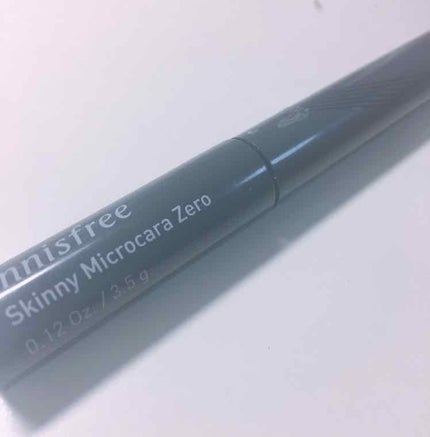 nnisfree
Skinny Microcara Zero
0.12 Oz. / 3.5 g